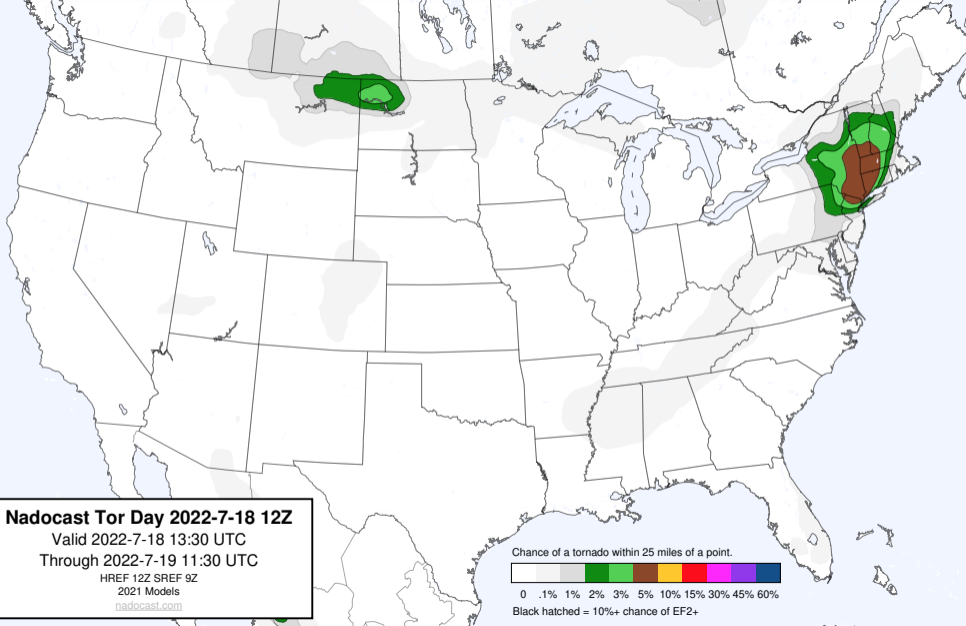 Nadocast Tor Day 2022-7-18 12Z
Valid 2022-7-18 13:30 UTC
Through 2022-7-19 11:30 UTC
HREF 12Z SREF 9Z
2021 Models
nadocast.com
Chance of a tornado within 25 miles of a point.
0 .1% 1% 2% 3% 5% 10% 15% 30% 45% 60%
Black hatched = 10%+ chance of EF2+